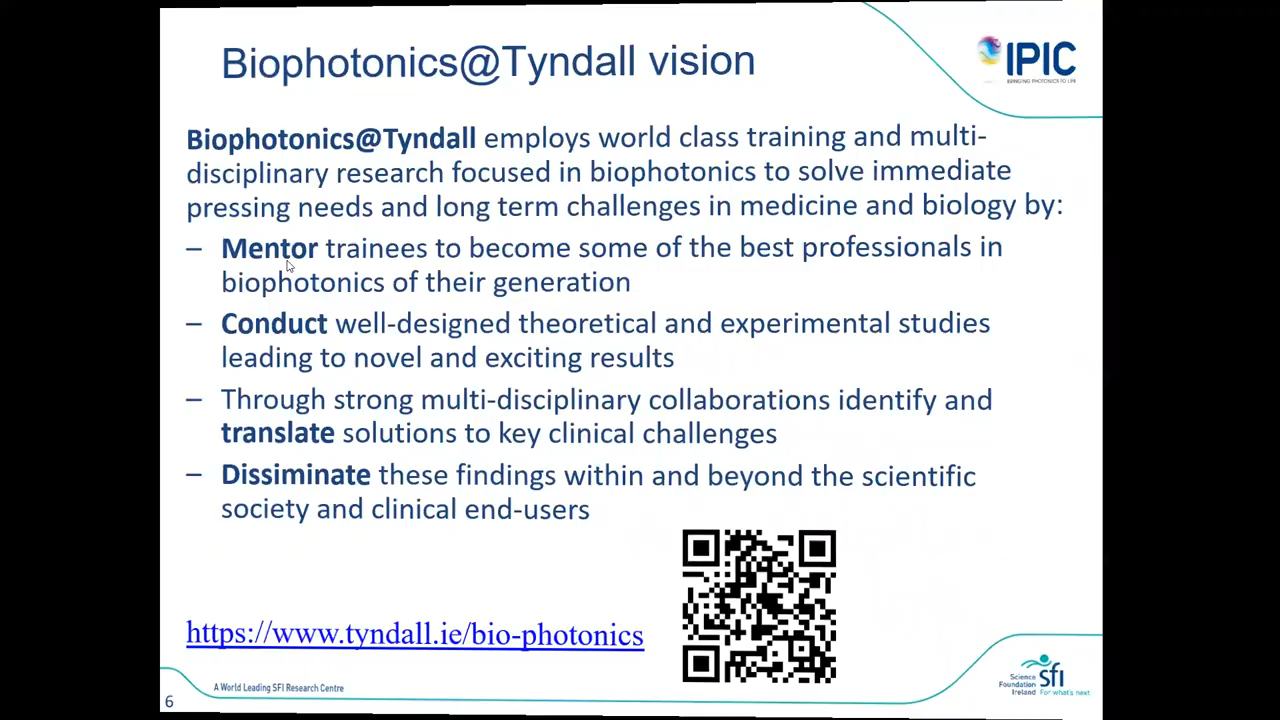 Biophotonics@Tyndall vision
IPIC
BRINGING PHOTONICS TO LIFE
Biophotonics@Tyndall employs world class training and multi-
disciplinary research focused in biophotonics to solve immediate
pressing needs and long term challenges in medicine and biology by:
– Mentor trainees to become some of the best professionals in
biophotonics of their generation
– Conduct well-designed theoretical and experimental studies
leading to novel and exciting results
– Through strong multi-disciplinary collaborations identify and
translate solutions to key clinical challenges
– Dissiminate these findings within and beyond the scientific
society and clinical end-users
https://www.tyndall.ie/bio-photonics
A World Leading SFI Research Centre
6
Science
Foundation
Ireland
sfi
For what's next